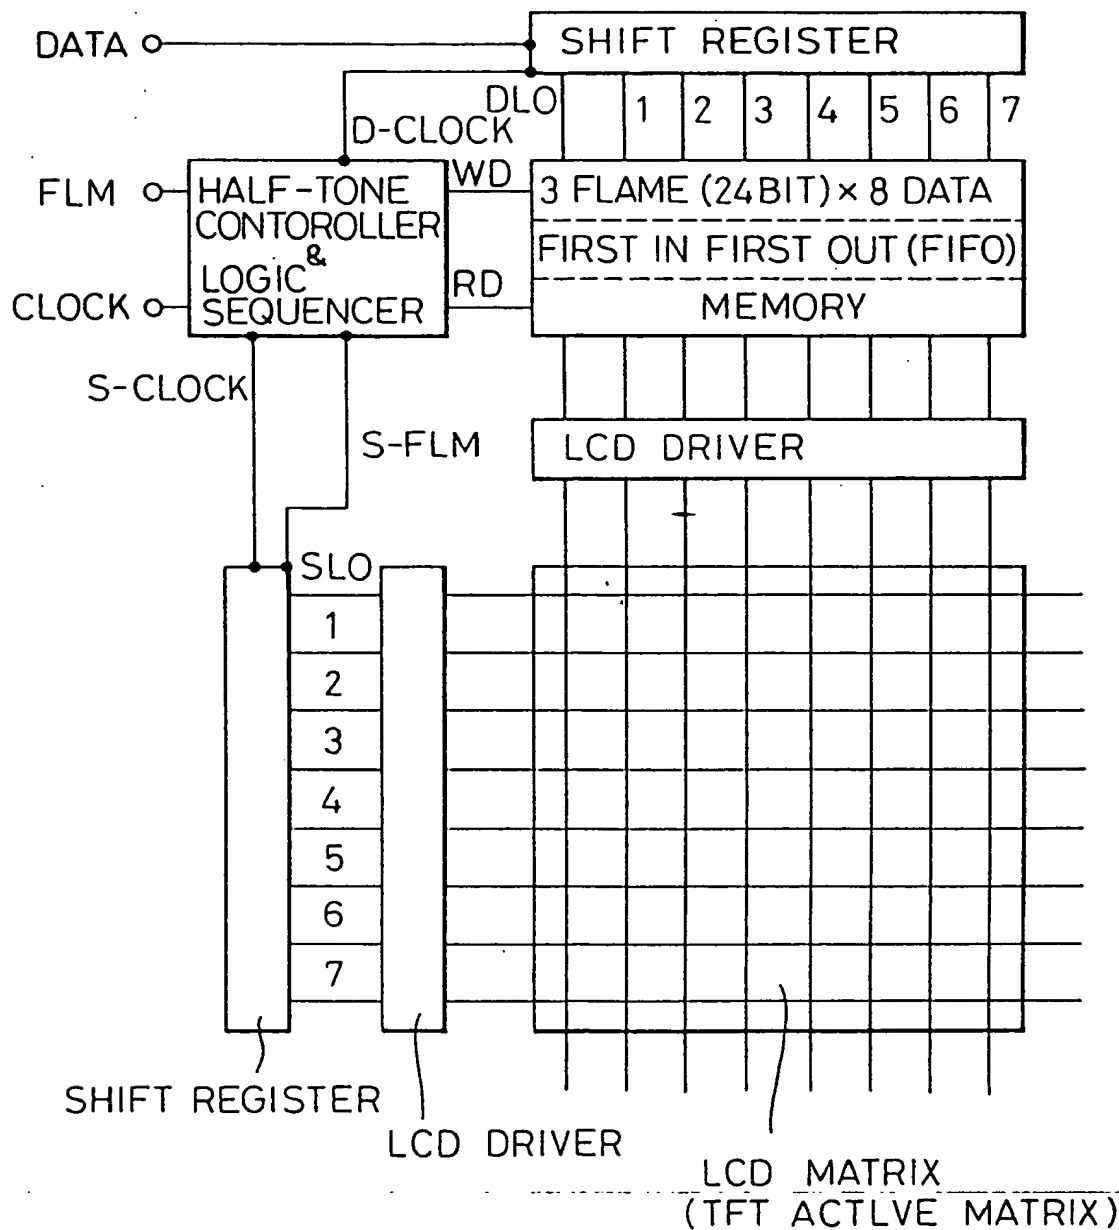 DATA
SHIFT REGISTER
DLO
1
2
3
4
5
6
7
D-CLOCK
FLM
HALF-TONE
CONTOROLLER
&
LOGIC
SEQUENCER
WD
3 FLAME (24BIT) × 8 DATA
FIRST IN FIRST OUT (FIFO)
CLOCK
RD
MEMORY
S-CLOCK
S-FLM
LCD DRIVER
SLO
1
2
3
4
5
6
7
SHIFT REGISTER
LCD DRIVER
LCD MATRIX
(TFT ACTLVE MATRIX)